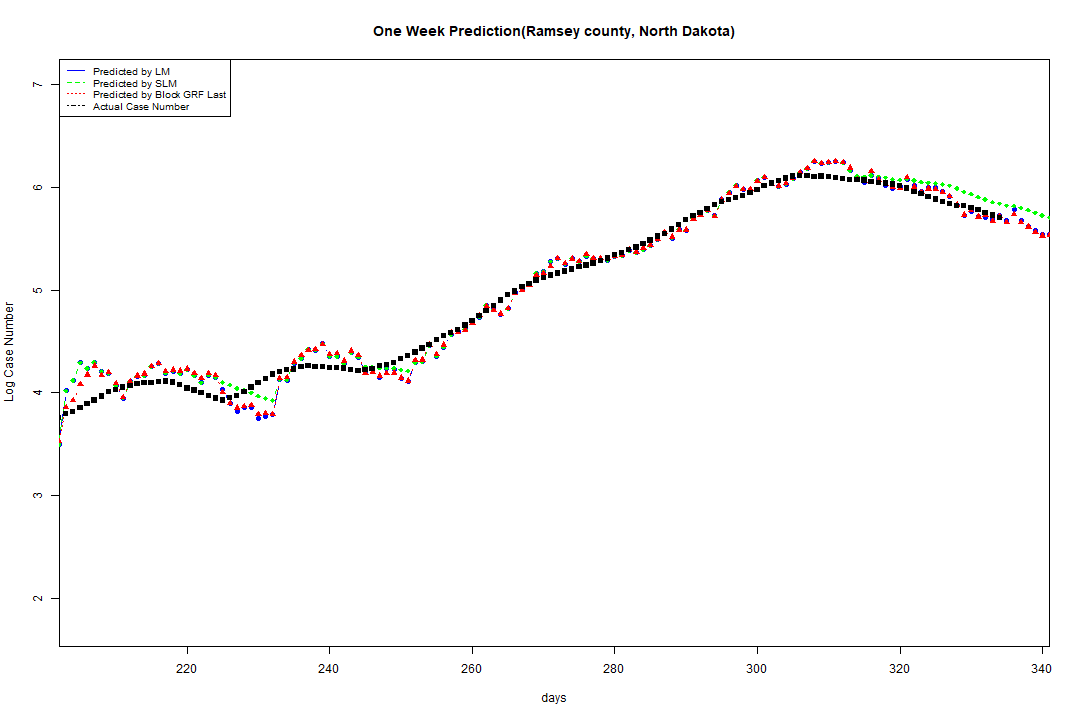 One Week Prediction(Ramsey county, North Dakota)
Predicted by LM
Predicted by SLM
Predicted by Block GRF Last
Actual Case Number
7
6
5
4
3
2
Log Case Number
220 240 260 280 300 320 340
days